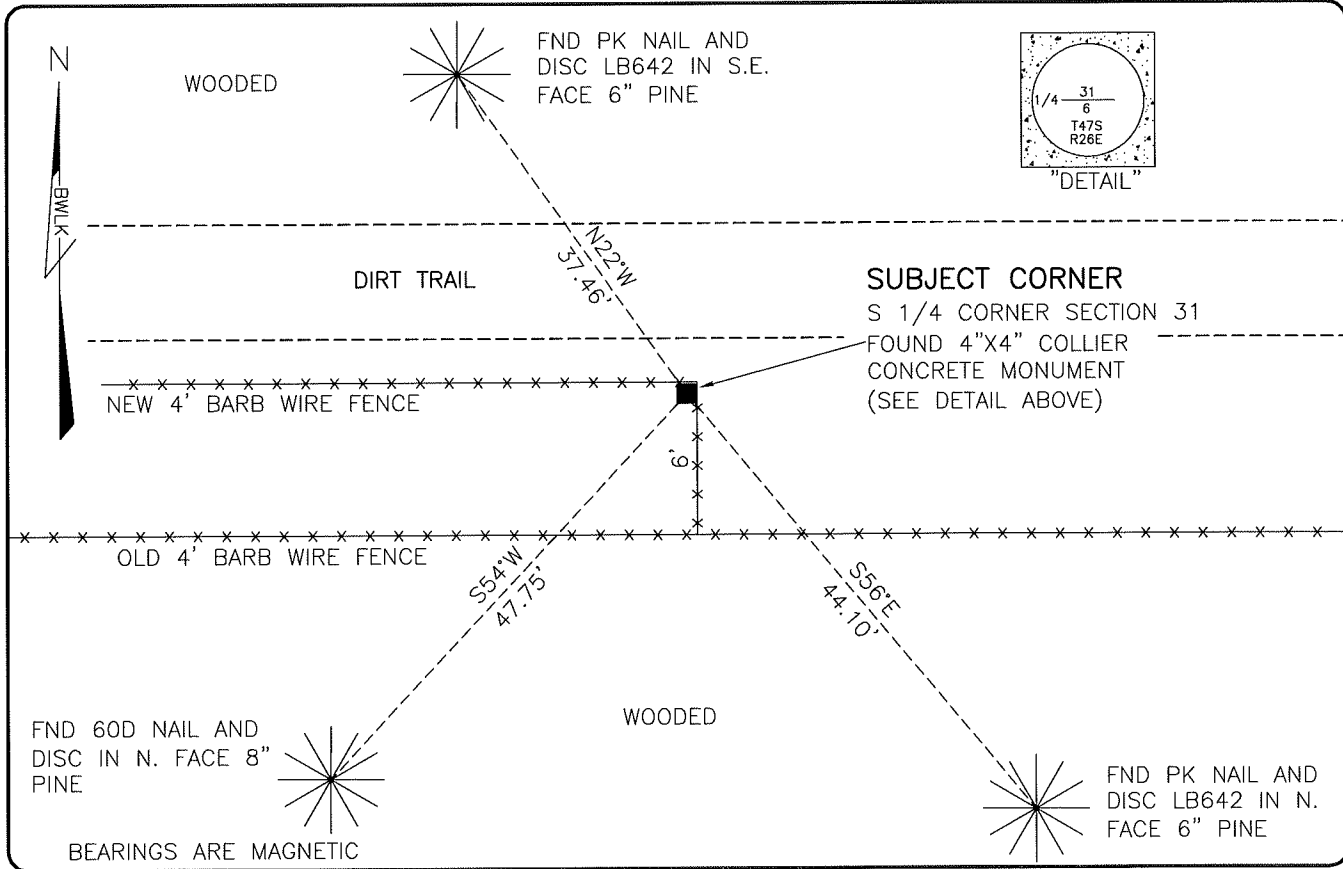 N
BWLK
WOODED
FND PK NAIL AND
DISC LB642 IN S.E.
FACE 6" PINE
1/4 31
6
T47S
R26E
"DETAIL"
N22°W
37.46'
DIRT TRAIL
SUBJECT CORNER
S 1/4 CORNER SECTION 31
FOUND 4"X4" COLLIER
CONCRETE MONUMENT
(SEE DETAIL ABOVE)
NEW 4' BARB WIRE FENCE
9'
OLD 4' BARB WIRE FENCE
S54°W
47.75'
S56°E
44.10'
WOODED
FND 60D NAIL AND
DISC IN N. FACE 8"
PINE
FND PK NAIL AND
DISC LB642 IN N.
FACE 6" PINE
BEARINGS ARE MAGNETIC